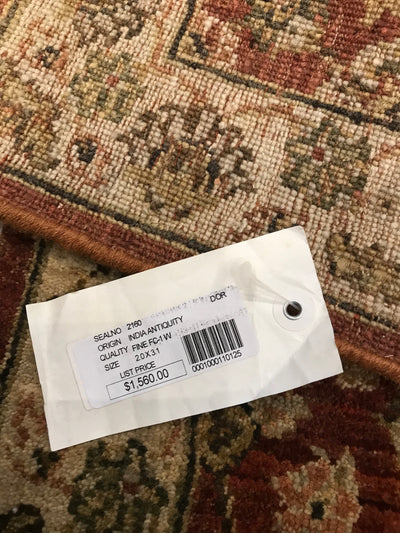 SEALNO 2160 DOR
ORIGIN INDIA ANTIQUITY
QUALITY FINE FC-1 W
SIZE 2.0 X 3.1
LIST PRICE
$1,560.00
0001000110125